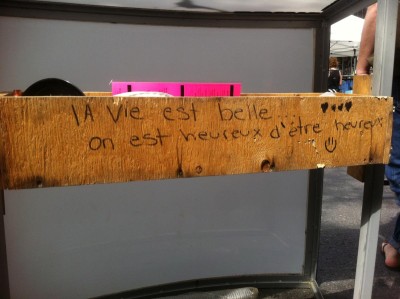 lA vie est belle ♥♥♥♥
on est heureux d'être heureux